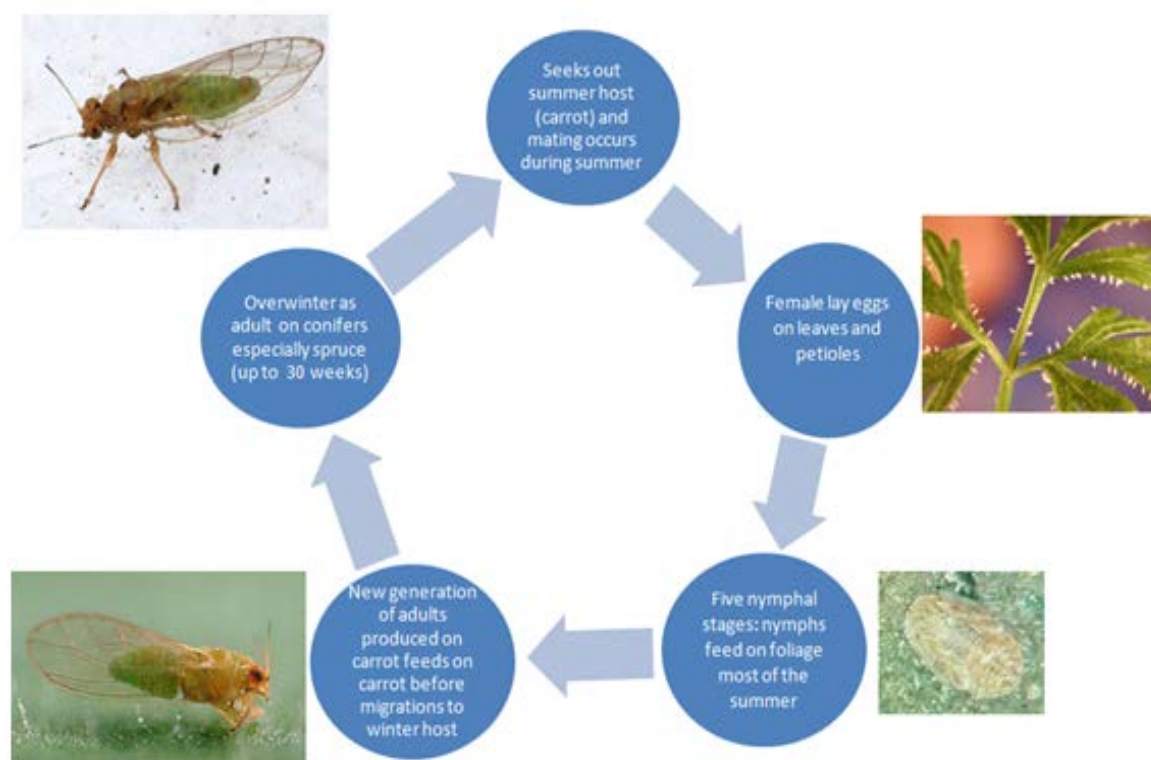 Seeks out
summer host
(carrot) and
mating occurs
during summer
Female lay eggs
on leaves and
petioles
Five nymphal
stages: nymphs
feed on foliage
most of the
summer
New generation
of adults
produced on
carrot feeds on
carrot before
migrations to
winter host
Overwinter as
adult on conifers
especially spruce
(up to 30 weeks)